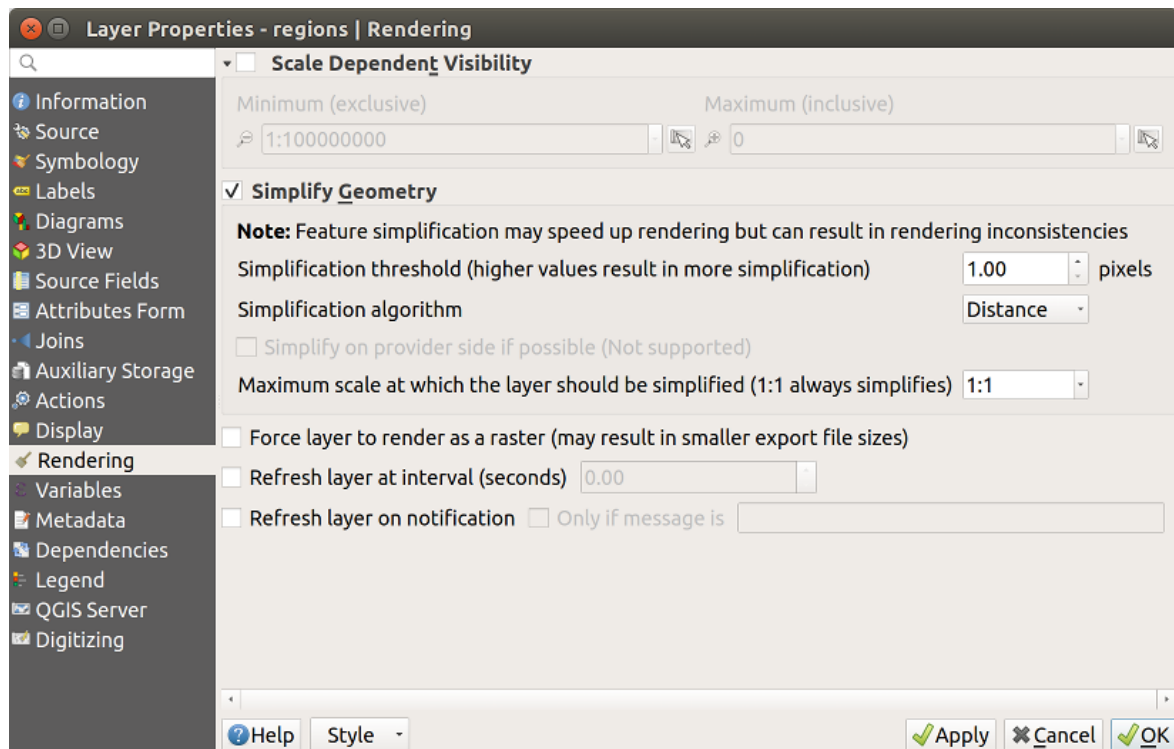 Layer Properties - regions | Rendering
Information
Source
Symbology
Labels
Diagrams
3D View
Source Fields
Attributes Form
Joins
Auxiliary Storage
Actions
Display
Rendering
Variables
Metadata
Dependencies
Legend
QGIS Server
Digitizing
Scale Dependent Visibility
Minimum (exclusive) Maximum (inclusive)
1:100000000 0
Simplify Geometry
Note: Feature simplification may speed up rendering but can result in rendering inconsistencies
Simplification threshold (higher values result in more simplification) 1.00 pixels
Simplification algorithm Distance
Simplify on provider side if possible (Not supported)
Maximum scale at which the layer should be simplified (1:1 always simplifies) 1:1
Force layer to render as a raster (may result in smaller export file sizes)
Refresh layer at interval (seconds) 0.00
Refresh layer on notification Only if message is
Help Style Apply Cancel OK